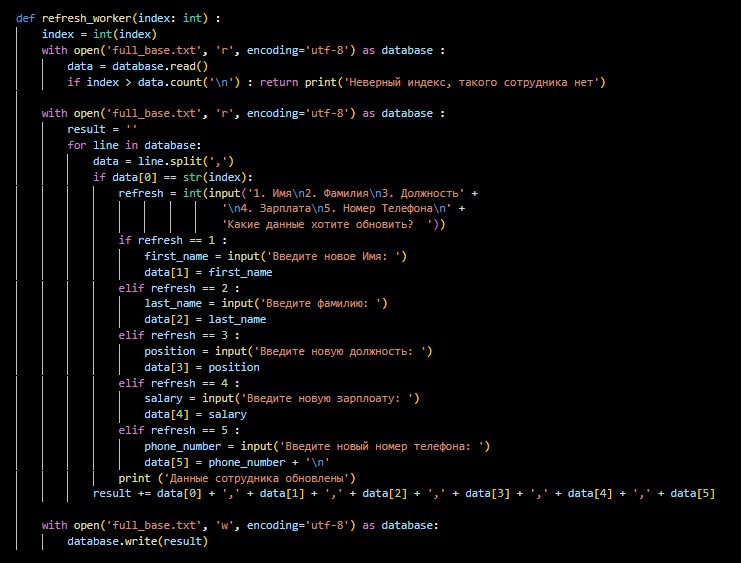 def refresh_worker(index: int) :
    index = int(index)
    with open('full_base.txt', 'r', encoding='utf-8') as database :
        data = database.read()
        if index > data.count('\n') : return print('Неверный индекс, такого сотрудника нет')
    with open('full_base.txt', 'r', encoding='utf-8') as database :
        result = ''
        for line in database:
            data = line.split(',')
            if data[0] == str(index):
                refresh = int(input('1. Имя\n2. Фамилия\n3. Должность' +
                                '\n4. Зарплата\n5. Номер Телефона\n' +
                                'Какие данные хотите обновить?  '))
                if refresh == 1 :
                    first_name = input('Введите новое Имя: ')
                    data[1] = first_name
                elif refresh == 2 :
                    last_name = input('Введите фамилию: ')
                    data[2] = last_name
                elif refresh == 3 :
                    position = input('Введите новую должность: ')
                    data[3] = position
                elif refresh == 4 :
                    salary = input('Введите новую зарплоату: ')
                    data[4] = salary
                elif refresh == 5 :
                    phone_number = input('Введите новый номер телефона: ')
                    data[5] = phone_number + '\n'
                print ('Данные сотрудника обновлены')
            result += data[0] + ',' + data[1] + ',' + data[2] + ',' + data[3] + ',' + data[4] + ',' + data[5]
    with open('full_base.txt', 'w', encoding='utf-8') as database:
        database.write(result)